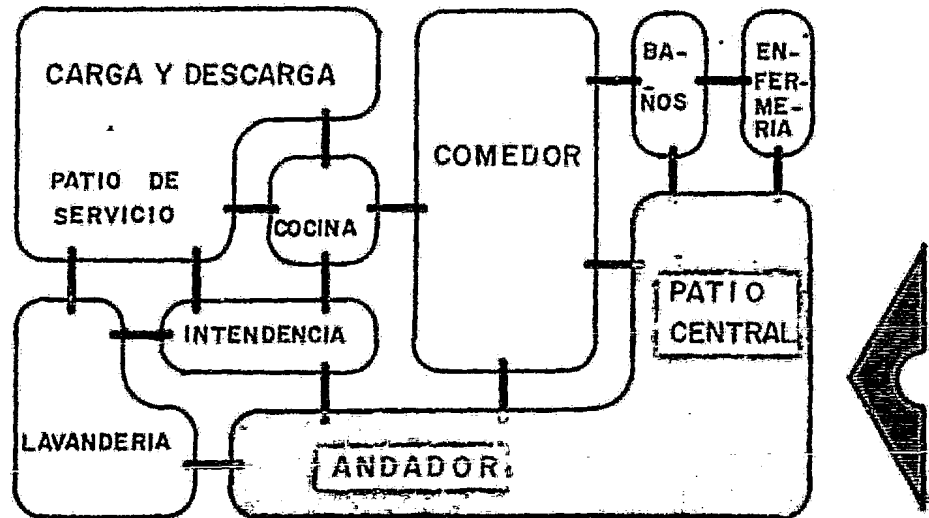 CARGA Y DESCARGA
PATIO DE
SERVICIO
COCINA
COMEDOR
BA-
ÑOS
EN-
FER-
ME-
RIA
PATIO
CENTRAL
INTENDENCIA
LAVANDERIA
ANDADOR